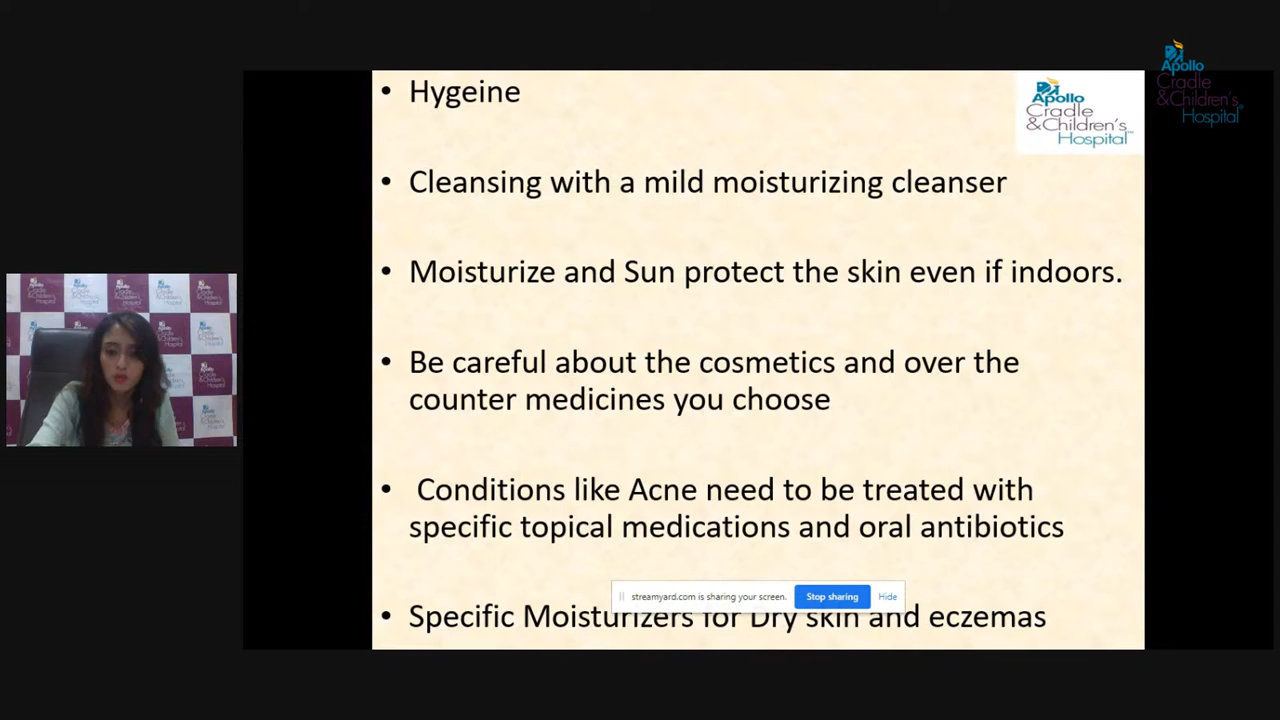 • Hygeine
• Cleansing with a mild moisturizing cleanser
• Moisturize and Sun protect the skin even if indoors.
• Be careful about the cosmetics and over the
counter medicines you choose
• Conditions like Acne need to be treated with
specific topical medications and oral antibiotics
• Specific Moisturizers for Dry skin and eczemas
streamyard.com is sharing your screen.
Stop sharing
Hide
Apollo
Cradle
&Children's
Hospital
Apollo
Cradle
&Children's
Hospital